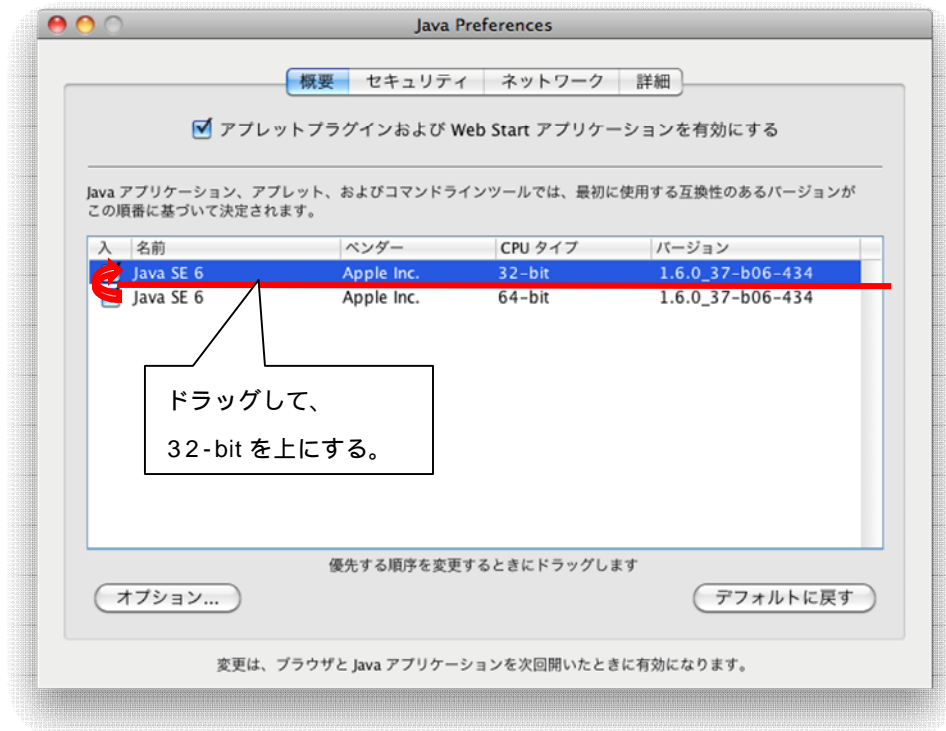 Java Preferences
概要 セキュリティ ネットワーク 詳細
アプレットプラグインおよび Web Start アプリケーションを有効にする
Java アプリケーション、アプレット、およびコマンドラインツールでは、最初に使用する互換性のあるバージョンが
この順番に基づいて決定されます。
入 名前 ベンダー CPU タイプ バージョン
Java SE 6 Apple Inc. 32-bit 1.6.0_37-b06-434
Java SE 6 Apple Inc. 64-bit 1.6.0_37-b06-434
ドラッグして、
32-bit を上にする。
優先する順序を変更するときにドラッグします
オプション... デフォルトに戻す
変更は、ブラウザと Java アプリケーションを次回開いたときに有効になります。